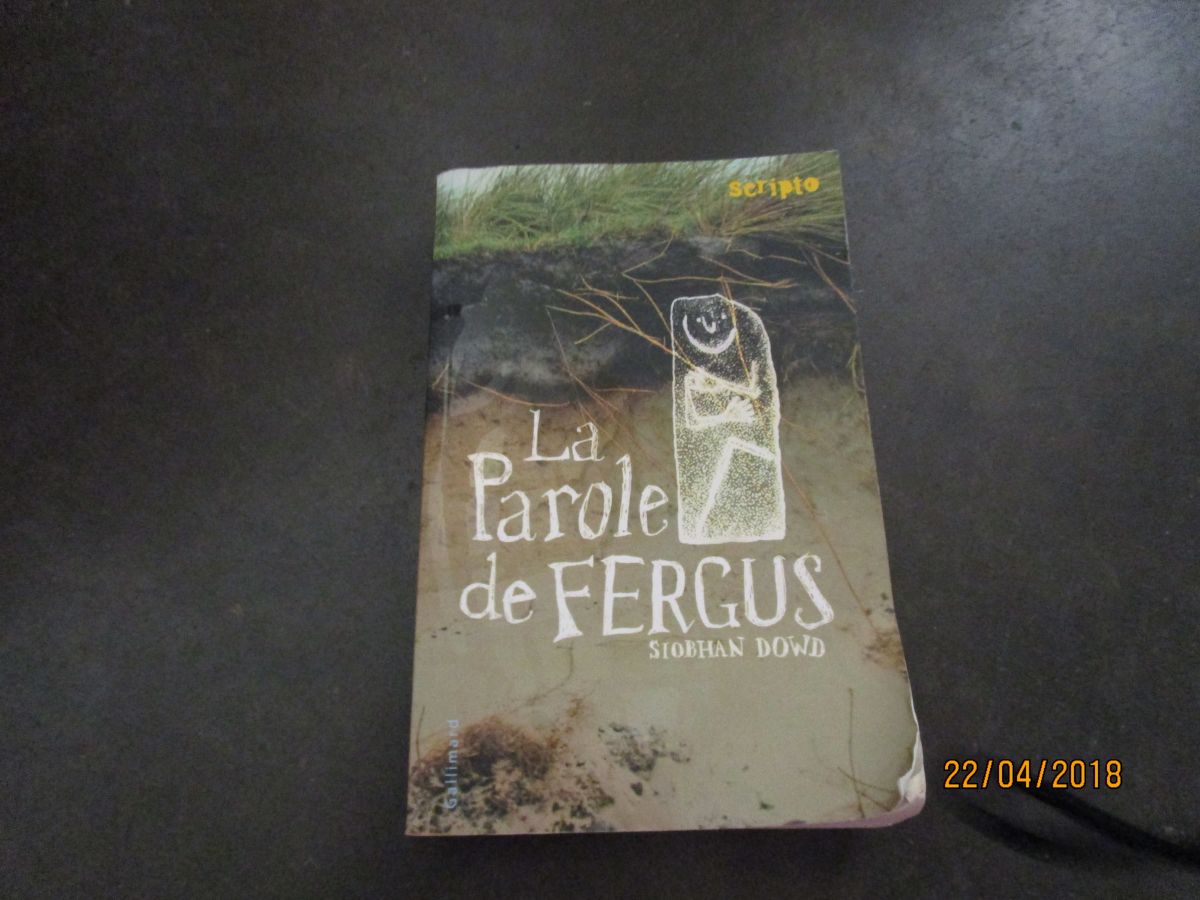 scripto
La
Parole
de FERGUS
SIOBHAN DOWD
Gallimard
22/04/2018